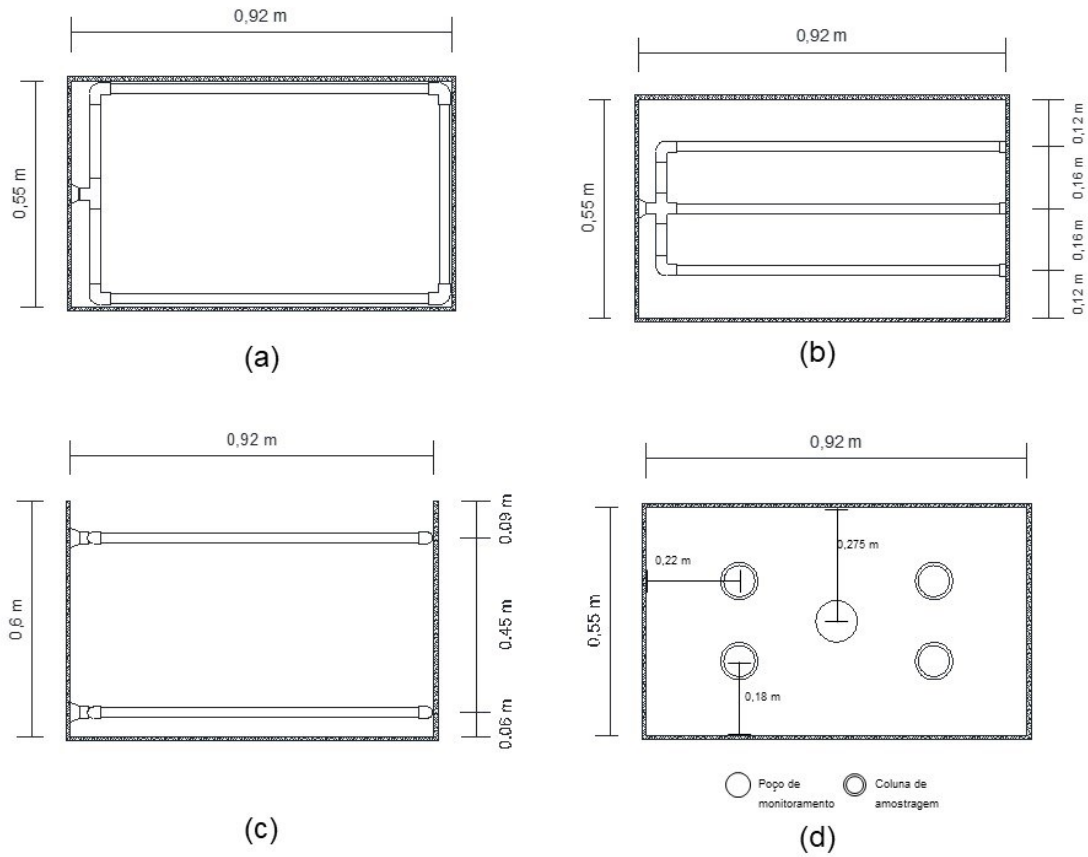 0,92 m
0,55 m
(a)
0,92 m
0,55 m
0,12 m
0,16 m
0,16 m
0,12 m
(b)
0,92 m
0,6 m
0.09 m
0.45 m
0.06 m
(c)
0,92 m
0,55 m
0,275 m
0,22 m
0,18 m
Poço de
monitoramento
Coluna de
amostragem
(d)